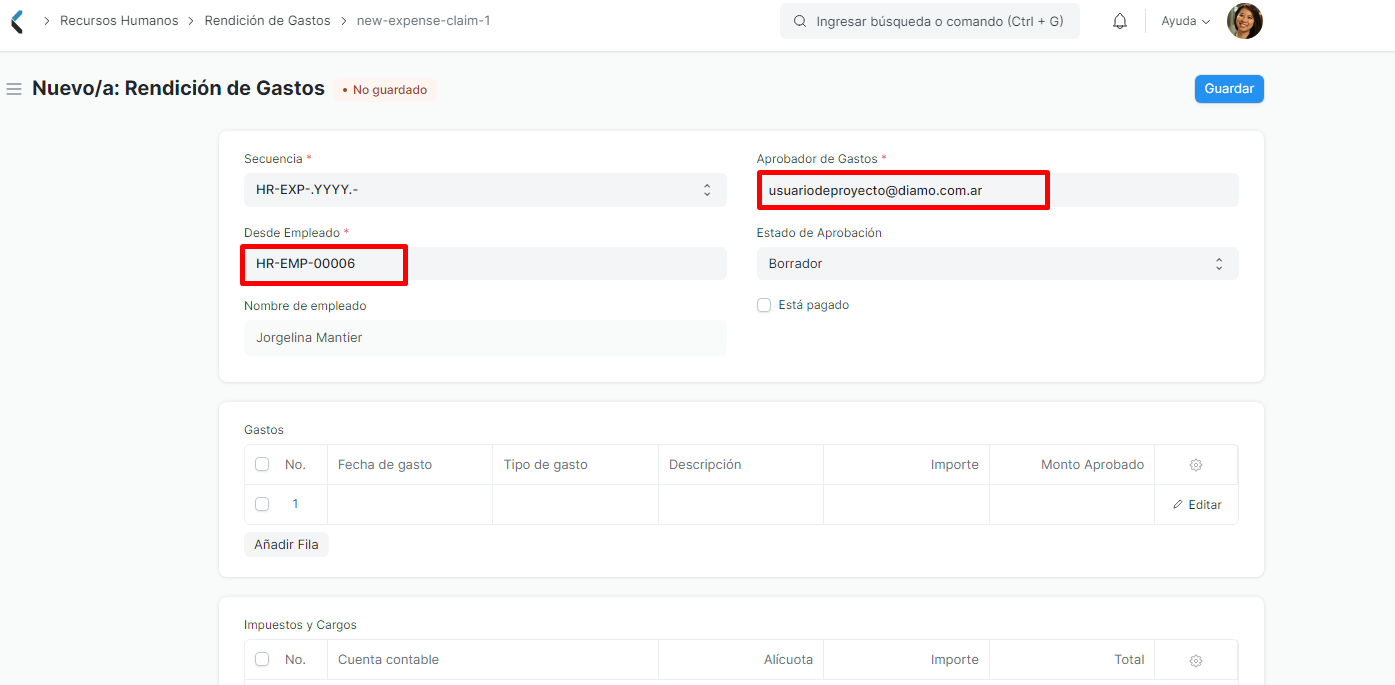 Recursos Humanos > Rendición de Gastos > new-expense-claim-1
Ingresar búsqueda o comando (Ctrl + G)
Ayuda
Nuevo/a: Rendición de Gastos
• No guardado
Guardar
Secuencia *
HR-EXP-.YYYY.-
Aprobador de Gastos *
usuariodeproyecto@diamo.com.ar
Desde Empleado *
HR-EMP-00006
Estado de Aprobación
Borrador
Nombre de empleado
Jorgelina Mantier
Está pagado
Gastos
No. Fecha de gasto Tipo de gasto Descripción Importe Monto Aprobado
1 Editar
Añadir Fila
Impuestos y Cargos
No. Cuenta contable Alícuota Importe Total